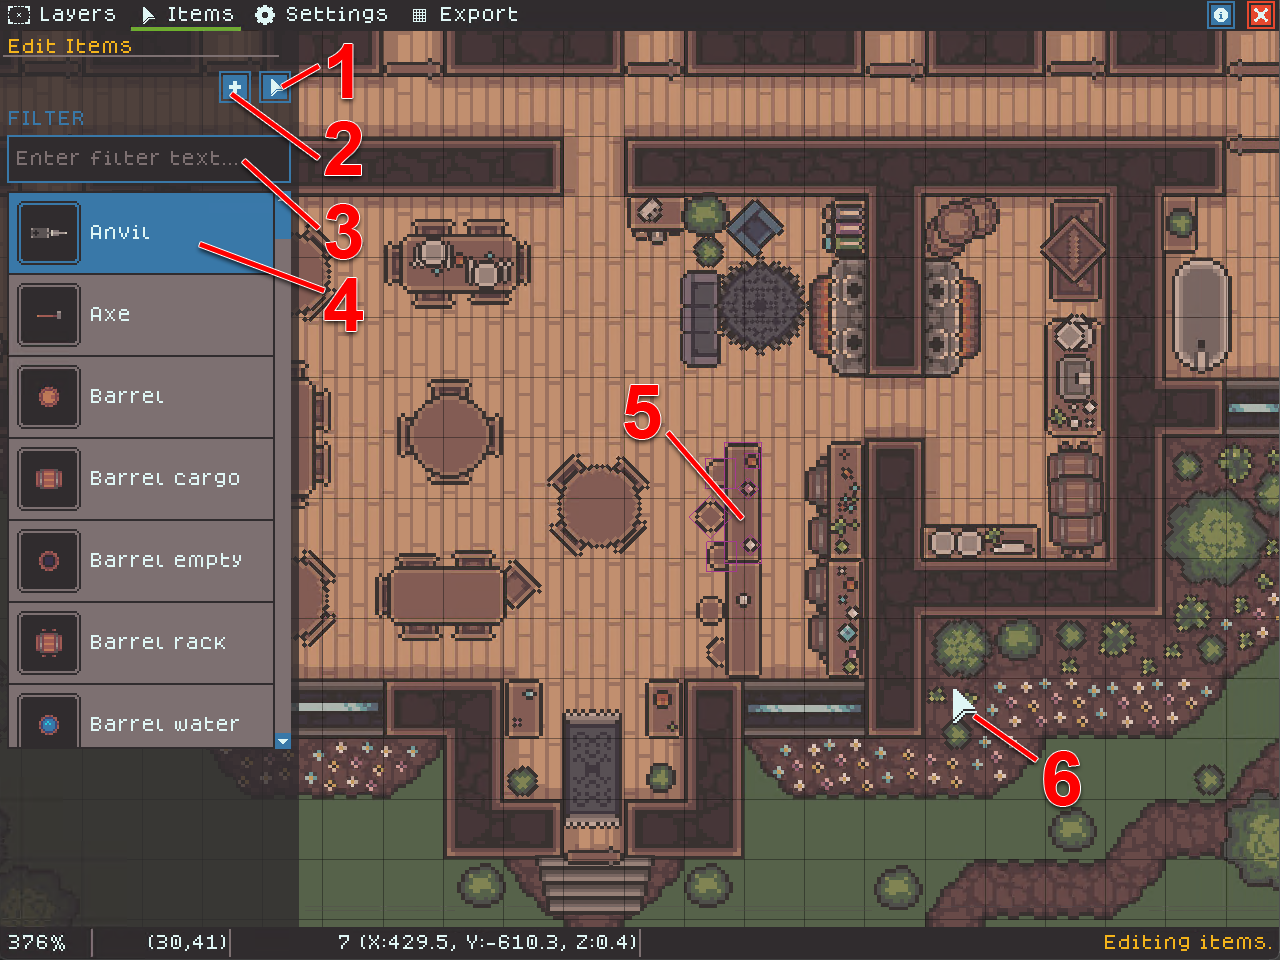 Layers Items Settings Export
Edit Items
1
2
FILTER
Enter filter text...
3
Anvil
4
Axe
Barrel
5
Barrel cargo
Barrel empty
Barrel rack
Barrel water
6
376% (30,41) 7 (X:429.5, Y:-610.3, Z:0.4) Editing items.